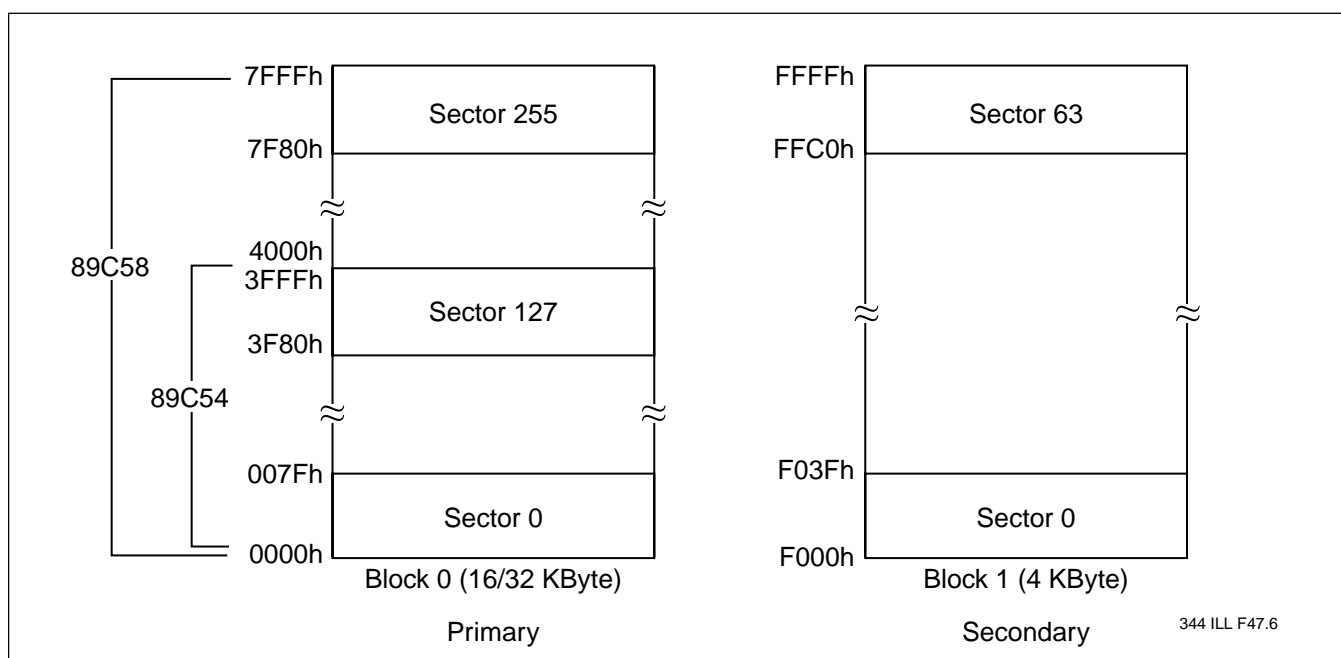 7FFFh
Sector 255
7F80h
4000h
89C58
3FFFh
Sector 127
3F80h
89C54
007Fh
Sector 0
0000h
Block 0 (16/32 KByte)
Primary
FFFFh
Sector 63
FFC0h
F03Fh
Sector 0
F000h
Block 1 (4 KByte)
Secondary
344 ILL F47.6